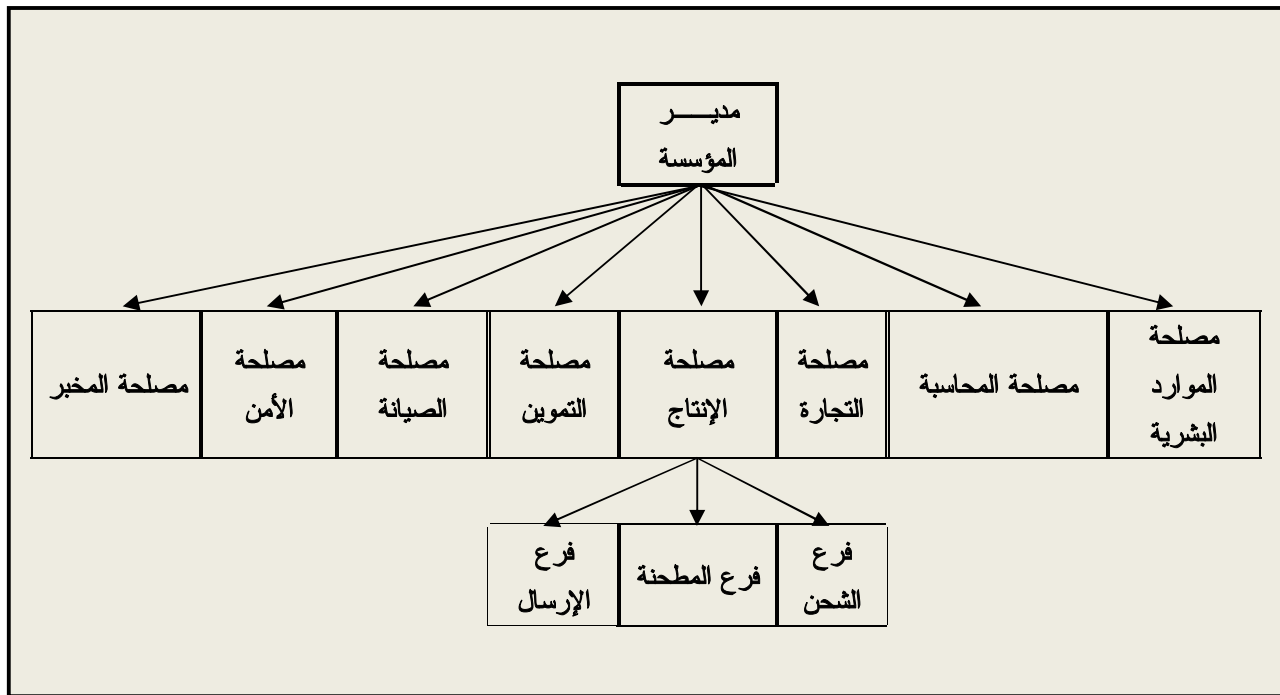 مديـــــر
المؤسسة
مصلحة
الموارد
البشرية
مصلحة المحاسبة
مصلحة
التجارة
مصلحة
الإنتاج
مصلحة
التموين
مصلحة
الصيانة
مصلحة
الأمن
مصلحة المخبر
فرع
الشحن
فرع المطحنة
فرع
الإرسال